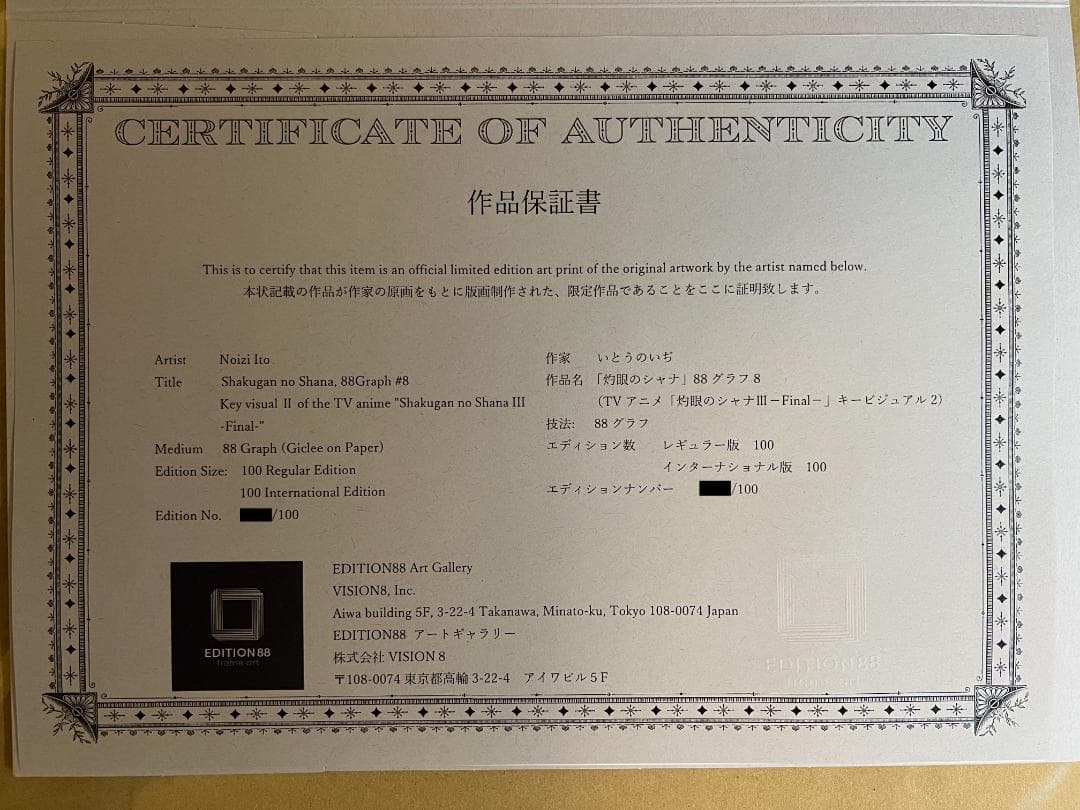 CERTIFICATE OF AUTHENTICITY
作品保証書
This is to certify that this item is an official limited edition art print of the original artwork by the artist named below.
本状記載の作品が作家の原画をもとに版画制作された、限定作品であることをここに証明致します。
Artist Noizi Ito
Title Shakugan no Shana, 88Graph #8
Key visual Ⅱ of the TV anime "Shakugan no Shana III
-Final-"
Medium 88 Graph (Giclee on Paper)
Edition Size: 100 Regular Edition
100 International Edition
Edition No. /100
作家 いとうのいぢ
作品名 「灼眼のシャナ」88 グラフ 8
（TV アニメ「灼眼のシャナⅢ－Final－」キービジュアル 2）
技法: 88 グラフ
エディション数 レギュラー版 100
インターナショナル版 100
エディションナンバー /100
EDITION88
frame art
EDITION88 Art Gallery
VISION8, Inc.
Aiwa building 5F, 3-22-4 Takanawa, Minato-ku, Tokyo 108-0074 Japan
EDITION88 アートギャラリー
株式会社 VISION 8
〒108-0074 東京都高輪 3-22-4 アイワビル 5 F
EDITION88